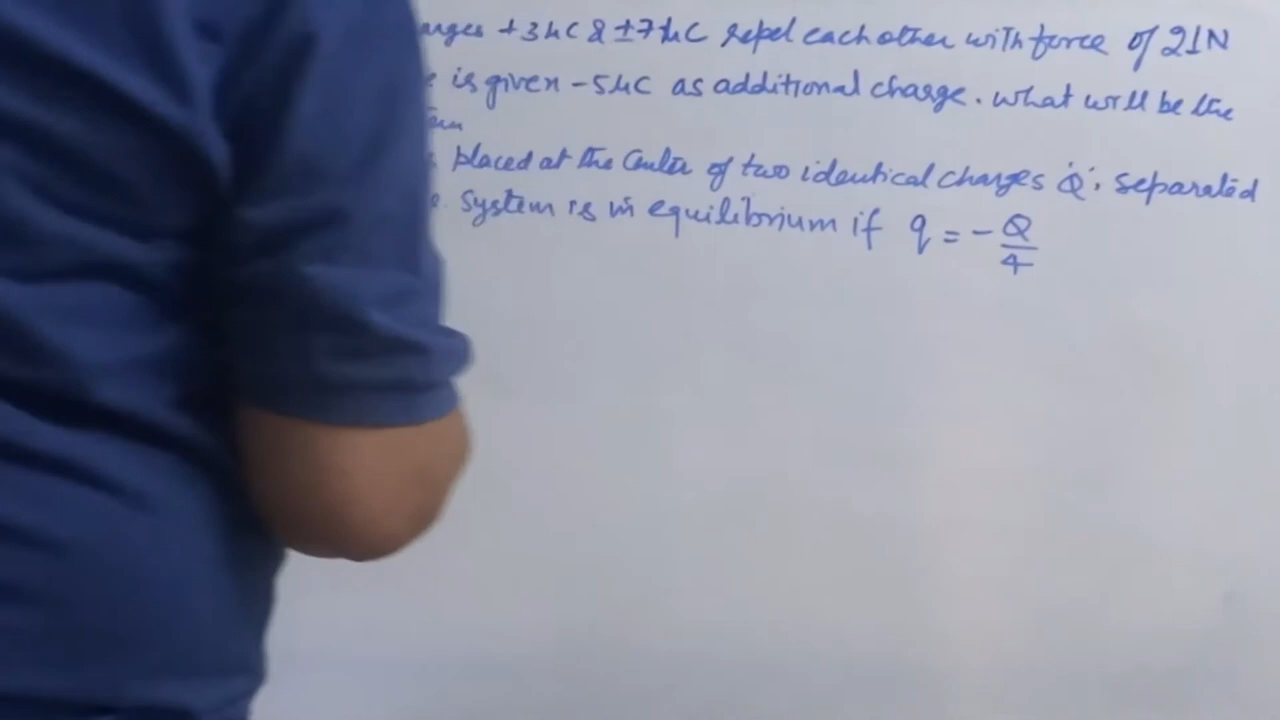 +3μC & ±7μC repel each other with force of 21N
is given -5μC as additional charge. What will be the
placed at the Center of two identical charges 'Q', separated
System is in equilibrium if q = -Q/4